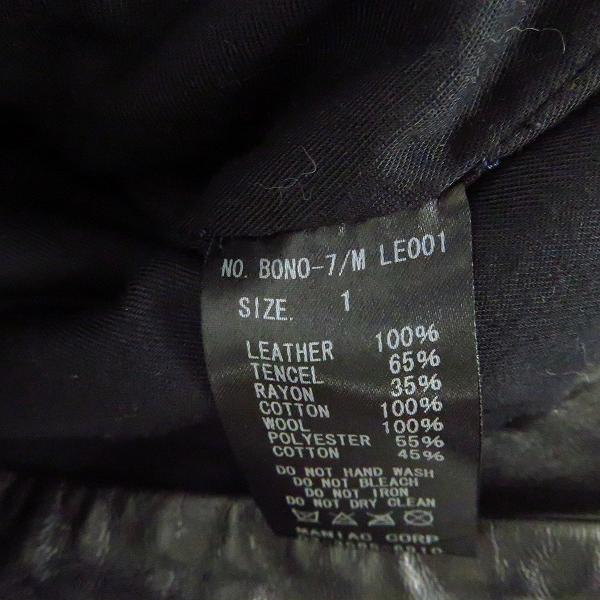 NO. BONO-7/M LE001
SIZE. 1
LEATHER 100%
TENCEL 65%
RAYON 35%
COTTON 100%
WOOL 100%
POLYESTER 55%
COTTON 45%
DO NOT HAND WASH
DO NOT BLEACH
DO NOT IRON
DO NOT DRY CLEAN
MANIAC CORP